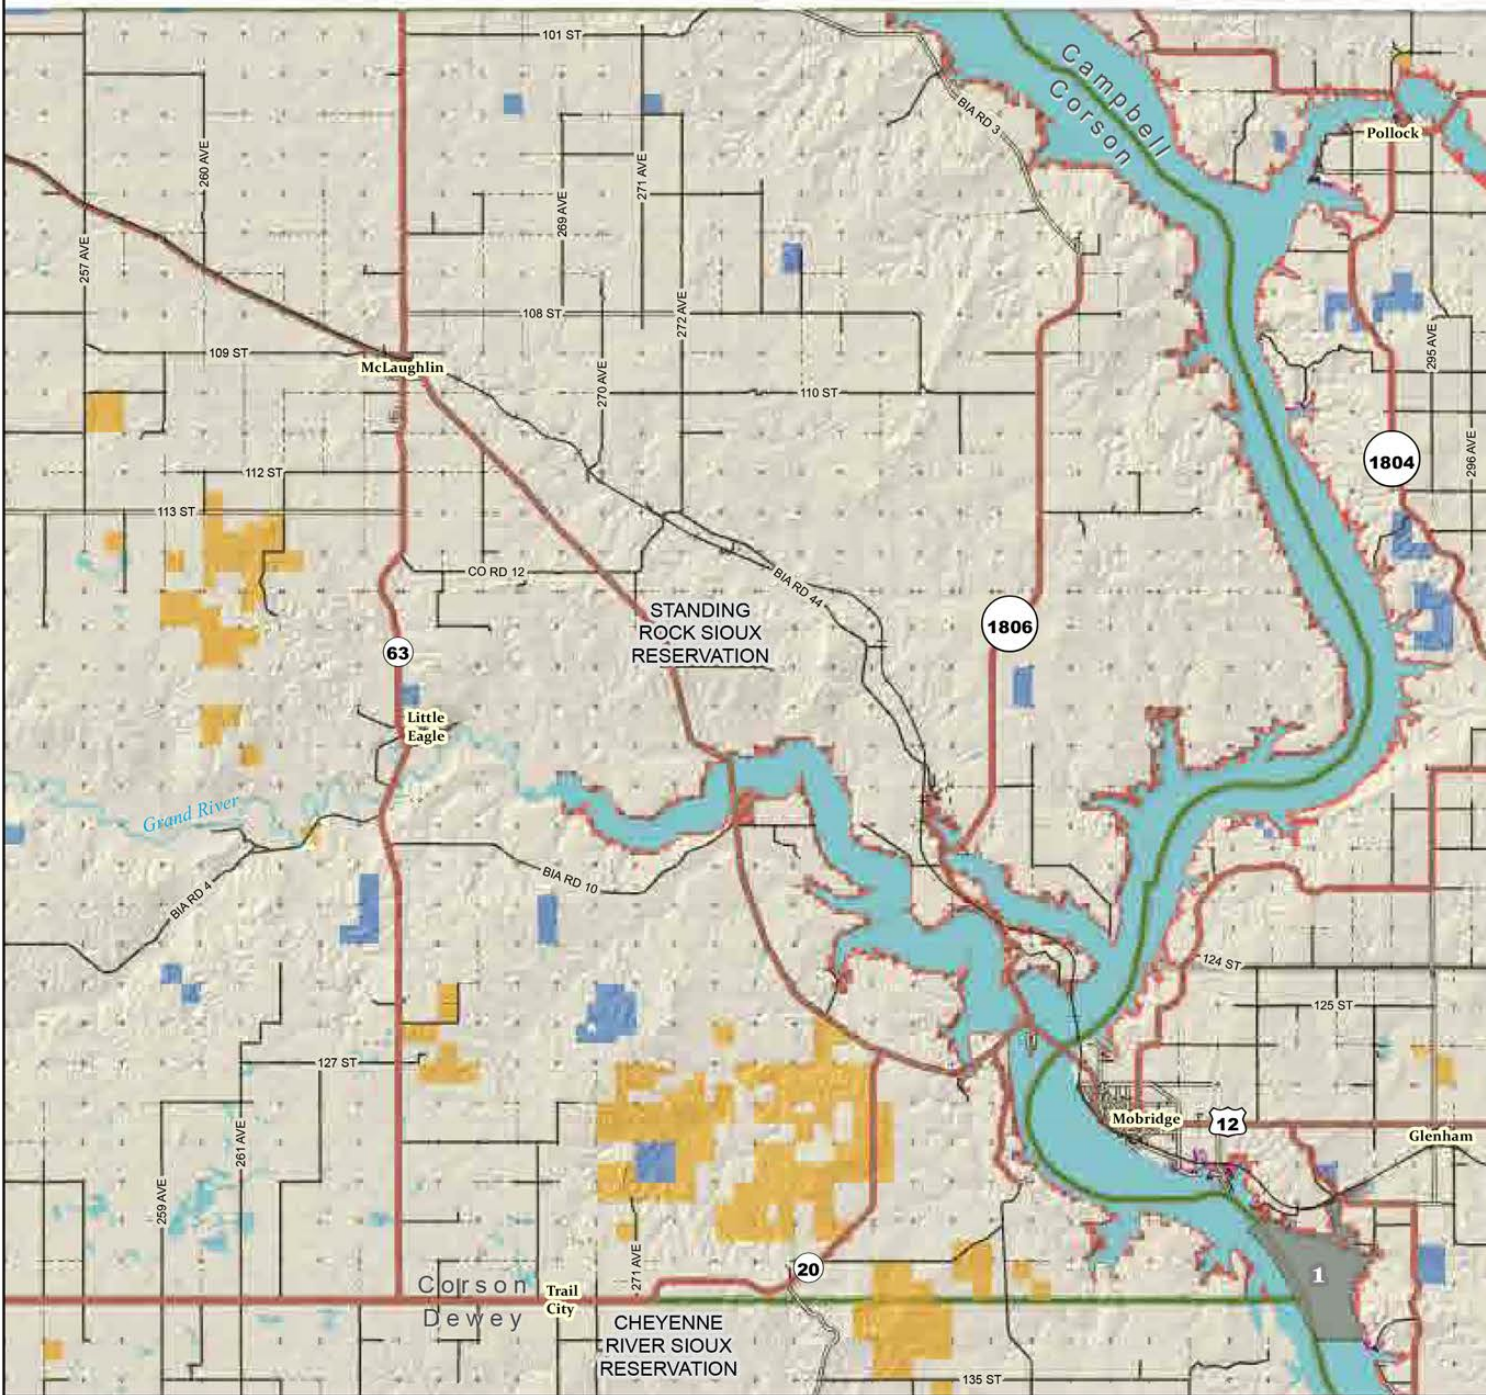 101 ST
Campbell
Corson
BIA RD 3
Pollock
260 AVE
271 AVE
269 AVE
257 AVE
272 AVE
108 ST
109 ST
McLaughlin
295 AVE
270 AVE
110 ST
296 AVE
1804
112 ST
113 ST
CO RD 12
BIA RD 44
STANDING
ROCK SIOUX
RESERVATION
1806
63
Little
Eagle
Grand River
BIA RD 10
BIA RD 4
124 ST
125 ST
127 ST
Mobridge
12
Glenham
261 AVE
259 AVE
271 AVE
20
1
Corson
Dewey
Trail
City
CHEYENNE
RIVER SIOUX
RESERVATION
135 ST